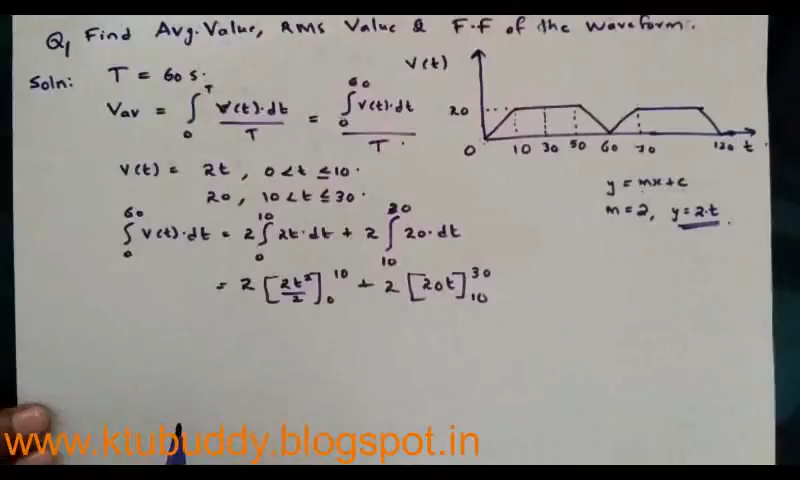 Q1 Find Avg. Value, RMS Value & F.F of the waveform.
Soln: T = 60 s.
Vav = ∫₀ᵀ v(t).dt / T = ∫₀⁶⁰ v(t).dt / T
v(t) = 2t , 0 < t ≤ 10.
20 , 10 < t ≤ 30.
∫₀⁶⁰ v(t).dt = 2 ∫₀¹⁰ 2t.dt + 2 ∫₁₀³⁰ 20.dt
= 2 [2t²/2]₀¹⁰ + 2 [20t]₁₀³⁰
v(t)
20
0 10 30 50 60 70 120 t
y = mx+c
m = 2, y = 2.t
www.ktubuddy.blogspot.in